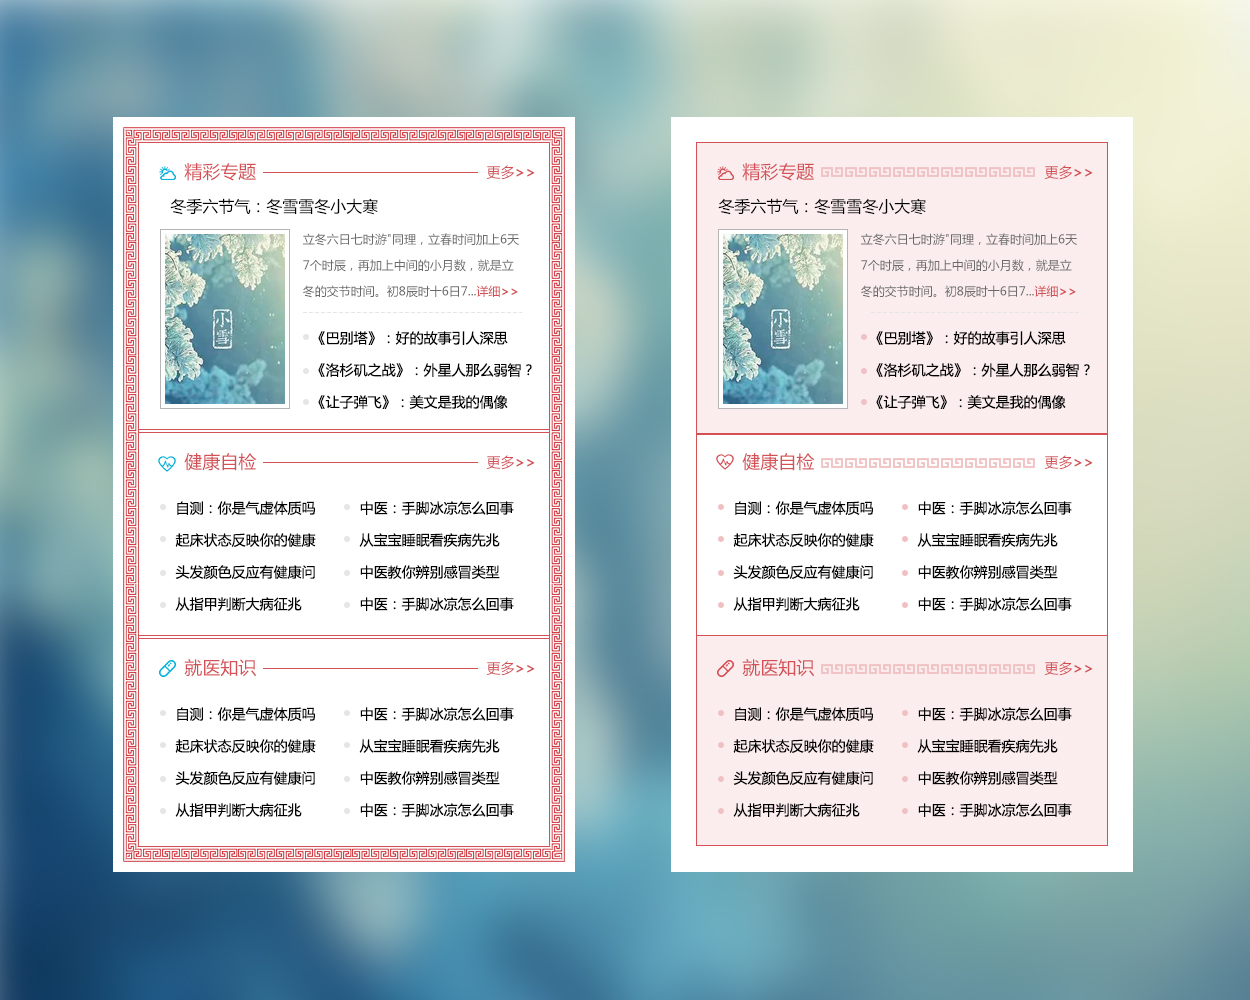 精彩专题 更多>>
冬季六节气：冬雪雪冬小大寒
立冬六日七时游"同理，立春时间加上6天
7个时辰，再加上中间的小月数，就是立
冬的交节时间。初8辰时十6日7...详细>>
小雪
《巴别塔》：好的故事引人深思
《洛杉矶之战》：外星人那么弱智？
《让子弹飞》：美文是我的偶像
健康自检 更多>>
自测：你是气虚体质吗 中医：手脚冰凉怎么回事
起床状态反映你的健康 从宝宝睡眠看疾病先兆
头发颜色反应有健康问 中医教你辨别感冒类型
从指甲判断大病征兆 中医：手脚冰凉怎么回事
就医知识 更多>>
自测：你是气虚体质吗 中医：手脚冰凉怎么回事
起床状态反映你的健康 从宝宝睡眠看疾病先兆
头发颜色反应有健康问 中医教你辨别感冒类型
从指甲判断大病征兆 中医：手脚冰凉怎么回事
精彩专题 更多>>
冬季六节气：冬雪雪冬小大寒
立冬六日七时游"同理，立春时间加上6天
7个时辰，再加上中间的小月数，就是立
冬的交节时间。初8辰时十6日7...详细>>
小雪
《巴别塔》：好的故事引人深思
《洛杉矶之战》：外星人那么弱智？
《让子弹飞》：美文是我的偶像
健康自检 更多>>
自测：你是气虚体质吗 中医：手脚冰凉怎么回事
起床状态反映你的健康 从宝宝睡眠看疾病先兆
头发颜色反应有健康问 中医教你辨别感冒类型
从指甲判断大病征兆 中医：手脚冰凉怎么回事
就医知识 更多>>
自测：你是气虚体质吗 中医：手脚冰凉怎么回事
起床状态反映你的健康 从宝宝睡眠看疾病先兆
头发颜色反应有健康问 中医教你辨别感冒类型
从指甲判断大病征兆 中医：手脚冰凉怎么回事